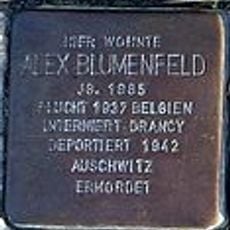 HIER WOHNTE
ALEX BLUMENFELD
JG. 1885
FLUCHT 1937 BELGIEN
INTERNIERT DRANCY
DEPORTIERT 1942
AUSCHWITZ
ERMORDET